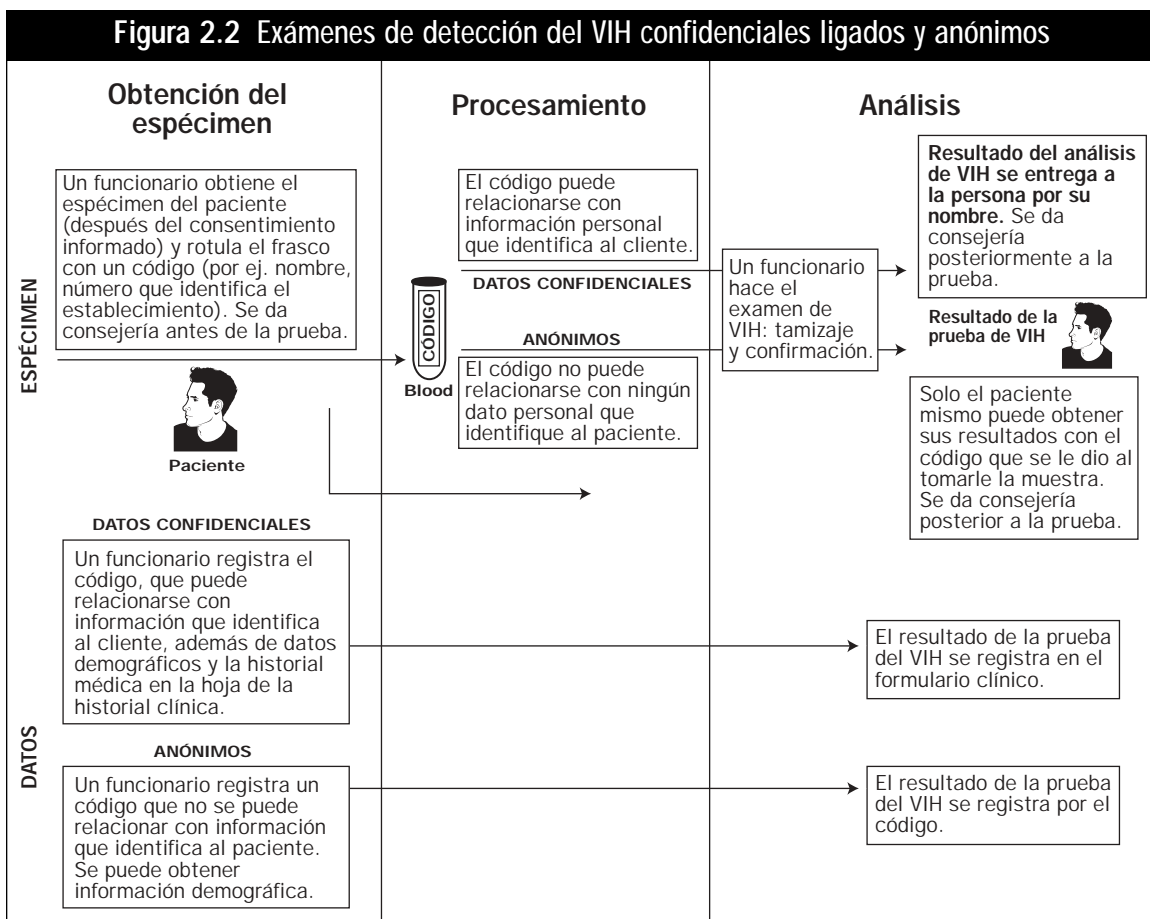 Figura 2.2 Exámenes de detección del VIH confidenciales ligados y anónimos
Obtención del
espécimen
Procesamiento
Análisis
ESPÉCIMEN
Un funcionario obtiene el
espécimen del paciente
(después del consentimiento
informado) y rotula el frasco
con un código (por ej. nombre,
número que identifica el
establecimiento). Se da
consejería antes de la prueba.
Paciente
CÓDIGO
Blood
El código puede
relacionarse con
información personal
que identifica al cliente.
DATOS CONFIDENCIALES
ANÓNIMOS
El código no puede
relacionarse con ningún
dato personal que
identifique al paciente.
Un funcionario
hace el
examen de
VIH: tamizaje
y confirmación.
Resultado del análisis
de VIH se entrega a
la persona por su
nombre. Se da
consejería
posteriormente a la
prueba.
Resultado de la
prueba de VIH
Solo el paciente
mismo puede obtener
sus resultados con el
código que se le dio al
tomarle la muestra.
Se da consejería
posterior a la prueba.
DATOS
DATOS CONFIDENCIALES
Un funcionario registra el
código, que puede
relacionarse con
información que identifica
al cliente, además de datos
demográficos y la historial
médica en la hoja de la
historial clínica.
El resultado de la prueba
del VIH se registra en el
formulario clínico.
ANÓNIMOS
Un funcionario registra un
código que no se puede
relacionar con información
que identifica al paciente.
Se puede obtener
información demográfica.
El resultado de la prueba
del VIH se registra por el
código.